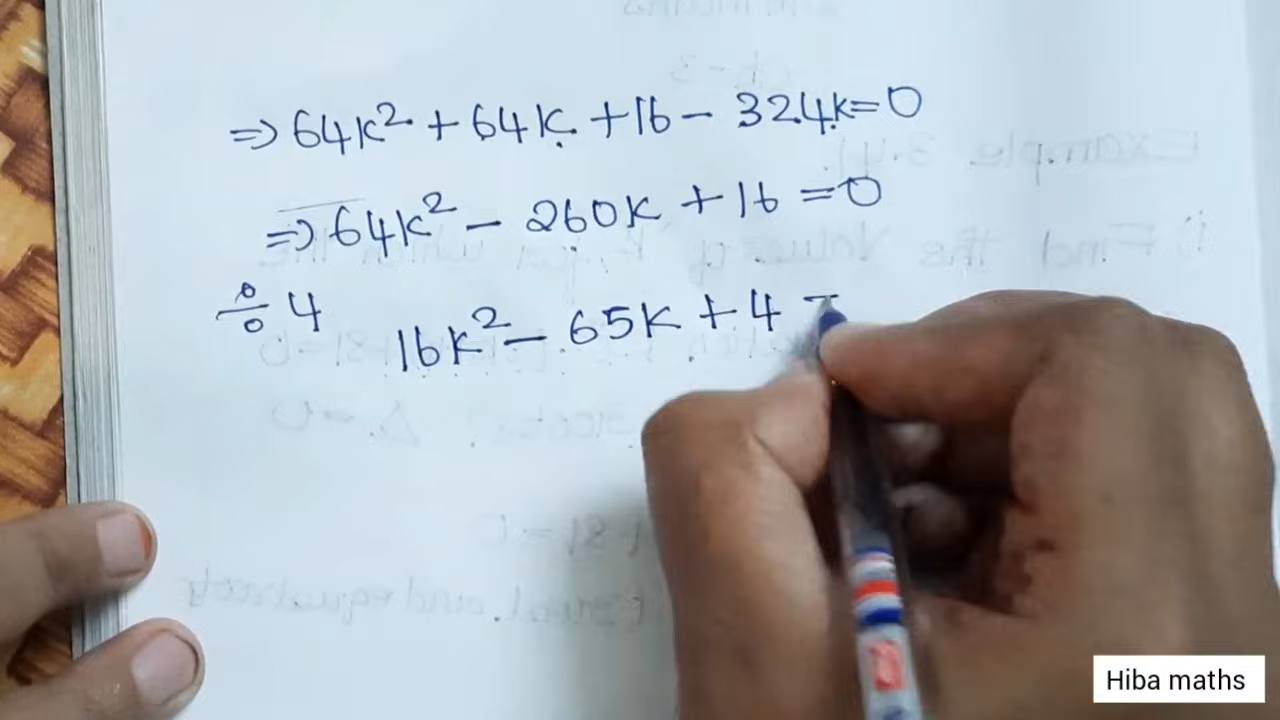 ⇒ 64k² + 64k + 16 - 324k = 0
⇒ 64k² - 260k + 16 = 0
÷ 4 16k² - 65k + 4 =
Hiba maths